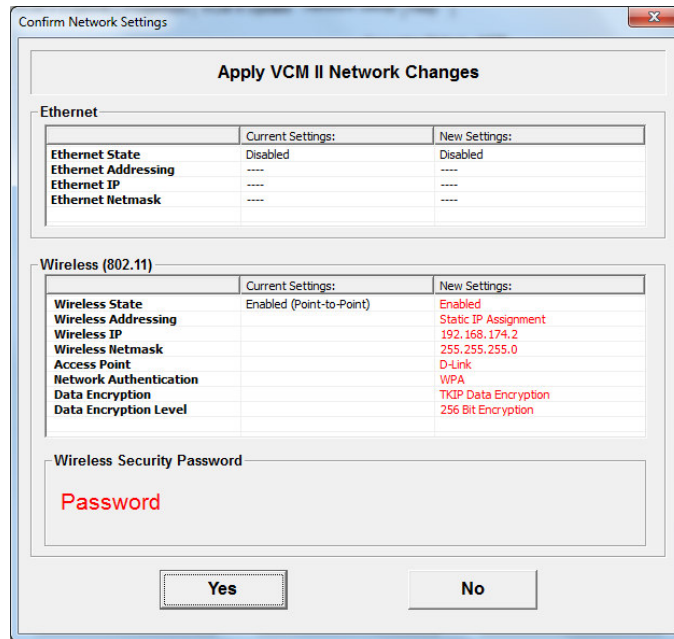 Confirm Network Settings
Apply VCM II Network Changes
Ethernet
Current Settings: New Settings:
Ethernet State Disabled Disabled
Ethernet Addressing ---- ----
Ethernet IP ---- ----
Ethernet Netmask ---- ----
Wireless (802.11)
Current Settings: New Settings:
Wireless State Enabled (Point-to-Point) Enabled
Wireless Addressing Static IP Assignment
Wireless IP 192.168.174.2
Wireless Netmask 255.255.255.0
Access Point D-Link
Network Authentication WPA
Data Encryption TKIP Data Encryption
Data Encryption Level 256 Bit Encryption
Wireless Security Password
Password
Yes No